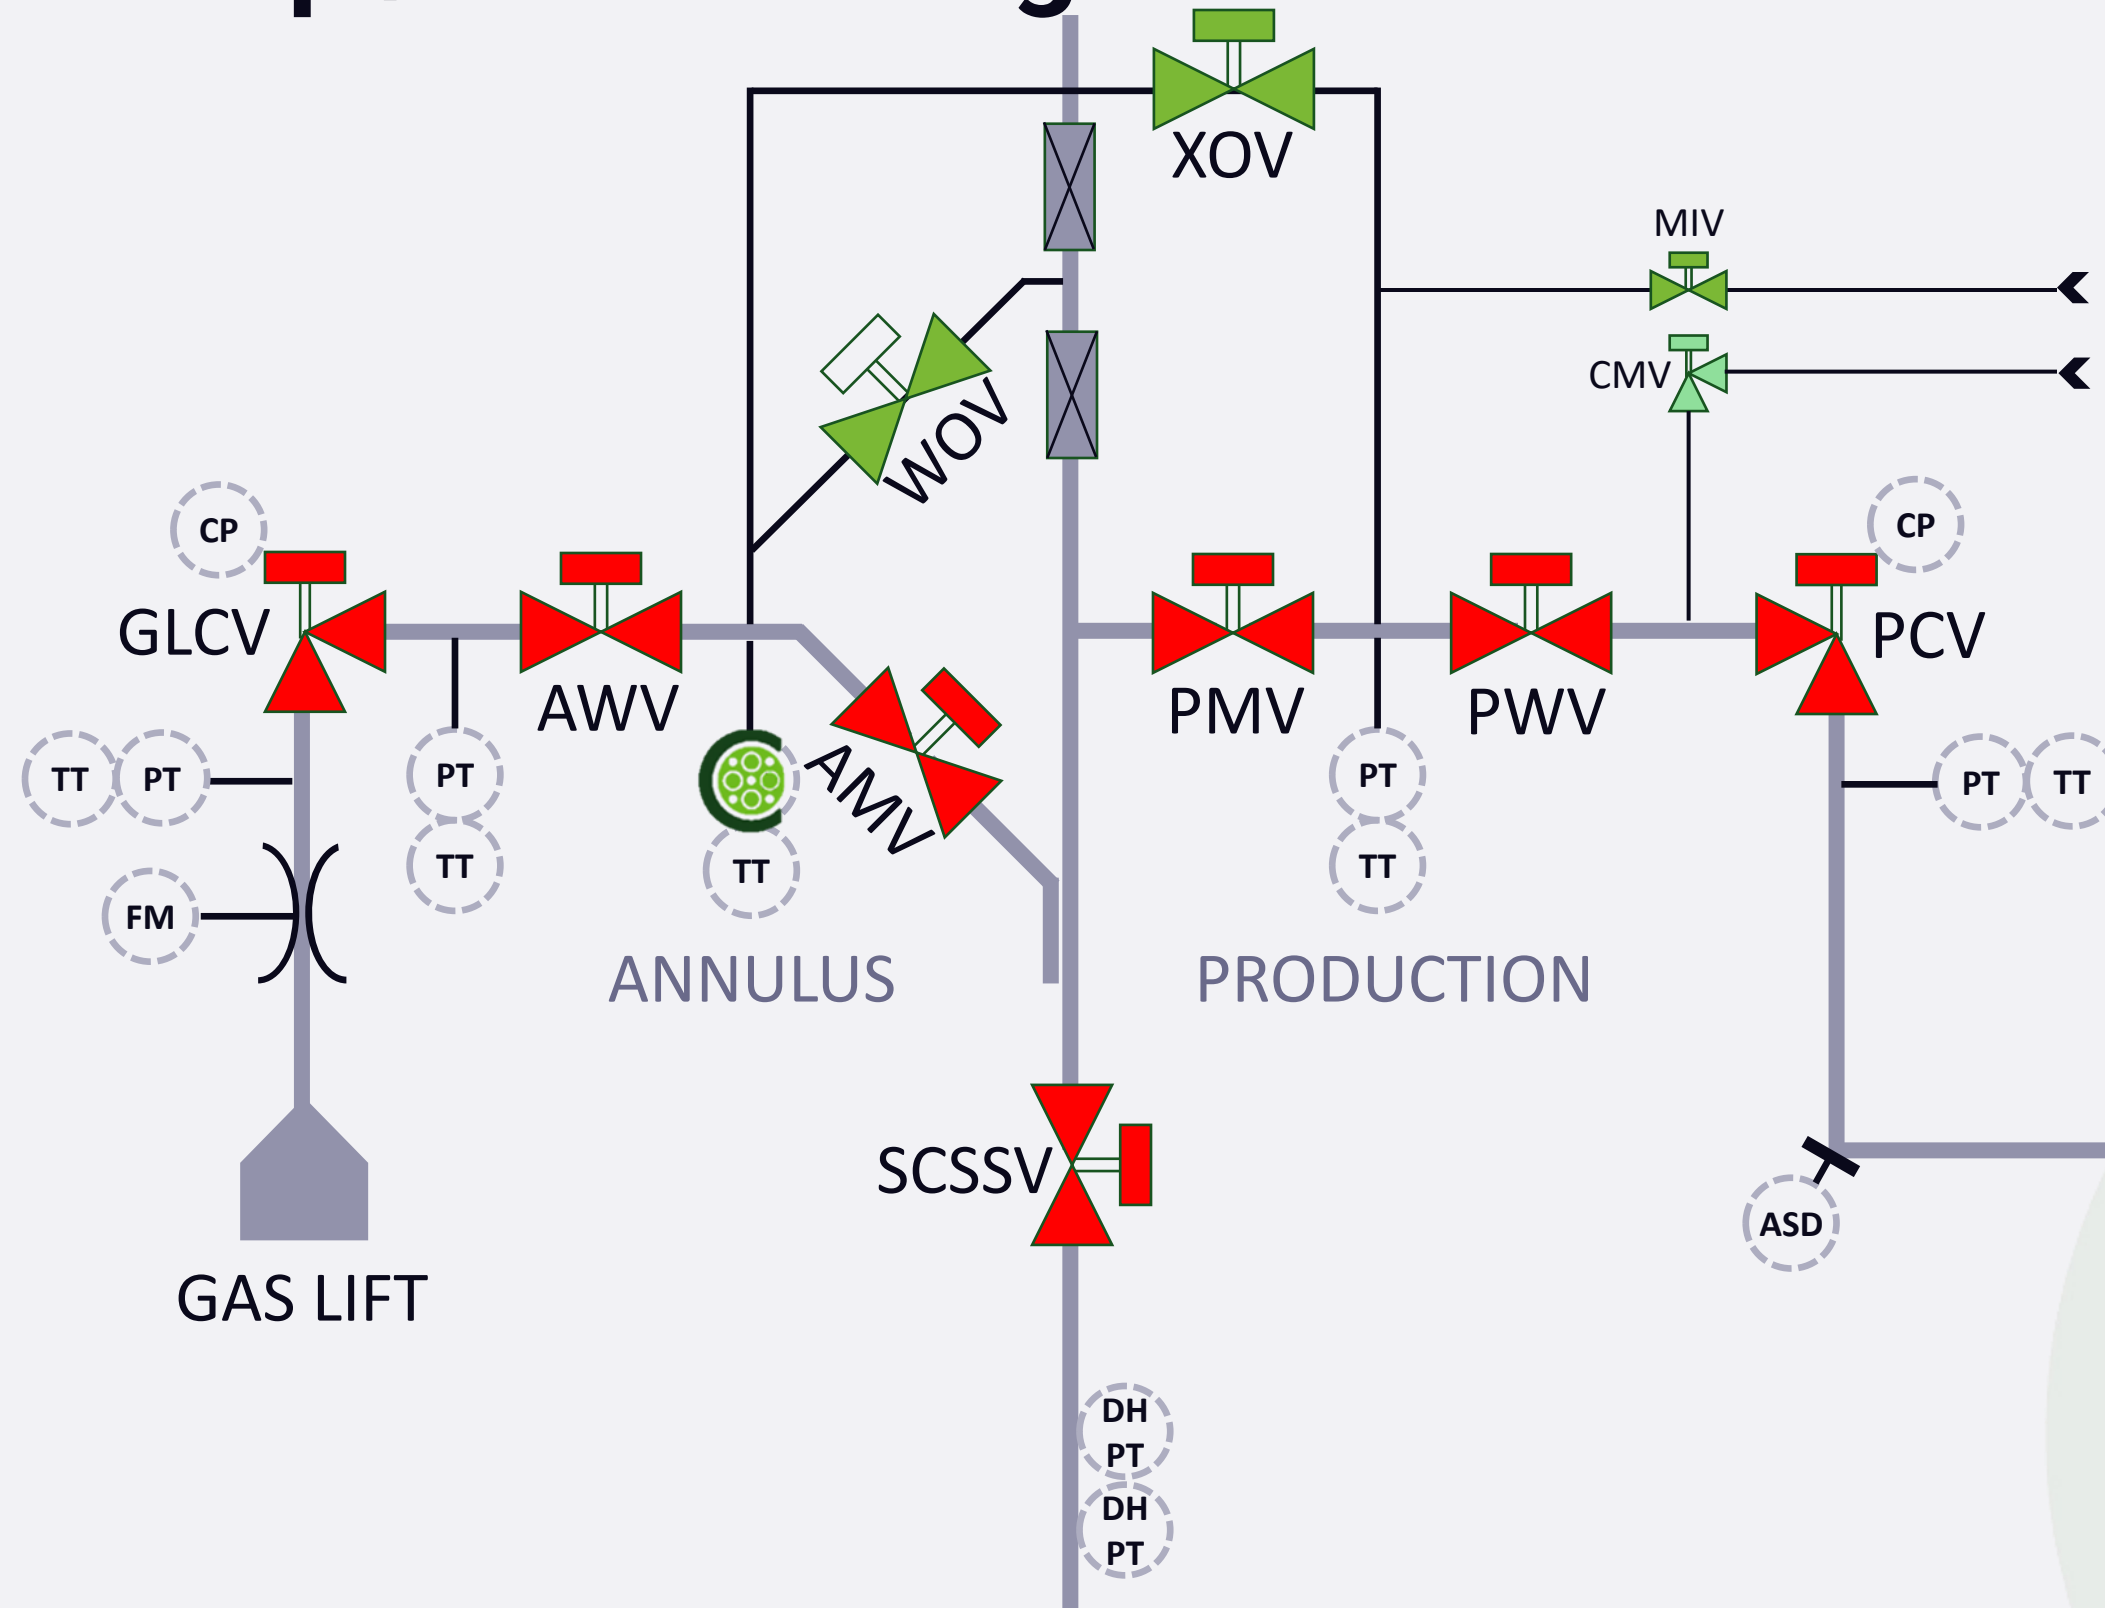 XOV
MIV
CMV
WOV
CP
CP
GLCV
AWV
PMV
PWV
PCV
AMV
TT
PT
PT
TT
TT
PT
TT
PT
TT
FM
ANNULUS
PRODUCTION
SCSSV
ASD
GAS LIFT
DH
PT
DH
PT